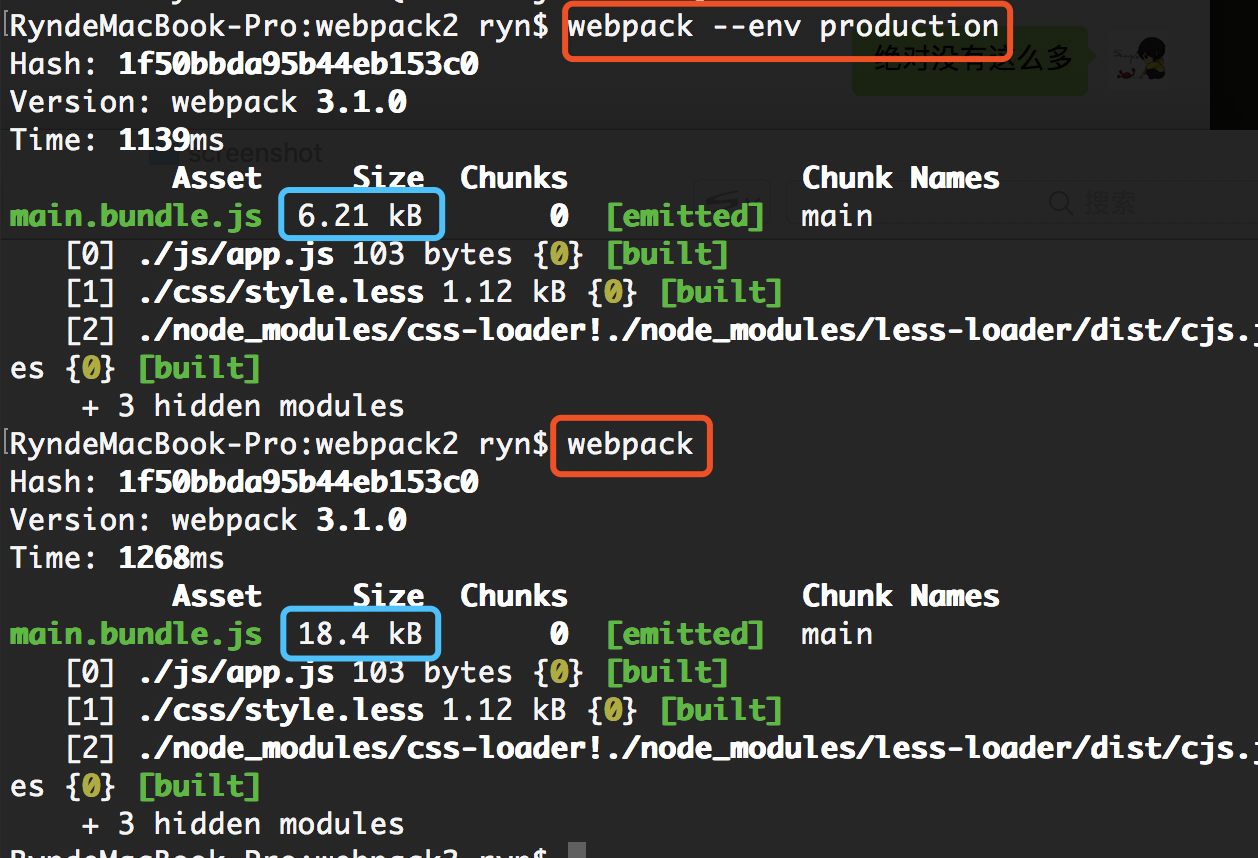 RyndeMacBook-Pro:webpack2 ryn$ webpack --env production
绝对没有这么多
Hash: 1f50bbda95b44eb153c0
Version: webpack 3.1.0
Time: 1139ms
screenshot
Asset Size Chunks Chunk Names
main.bundle.js 6.21 kB 0 [emitted] main
搜索
[0] ./js/app.js 103 bytes {0} [built]
[1] ./css/style.less 1.12 kB {0} [built]
[2] ./node_modules/css-loader!./node_modules/less-loader/dist/cjs.j
es {0} [built]
+ 3 hidden modules
RyndeMacBook-Pro:webpack2 ryn$ webpack
Hash: 1f50bbda95b44eb153c0
Version: webpack 3.1.0
Time: 1268ms
Asset Size Chunks Chunk Names
main.bundle.js 18.4 kB 0 [emitted] main
[0] ./js/app.js 103 bytes {0} [built]
[1] ./css/style.less 1.12 kB {0} [built]
[2] ./node_modules/css-loader!./node_modules/less-loader/dist/cjs.j
es {0} [built]
+ 3 hidden modules
RyndeMacBook-Pro:webpack2 ryn$